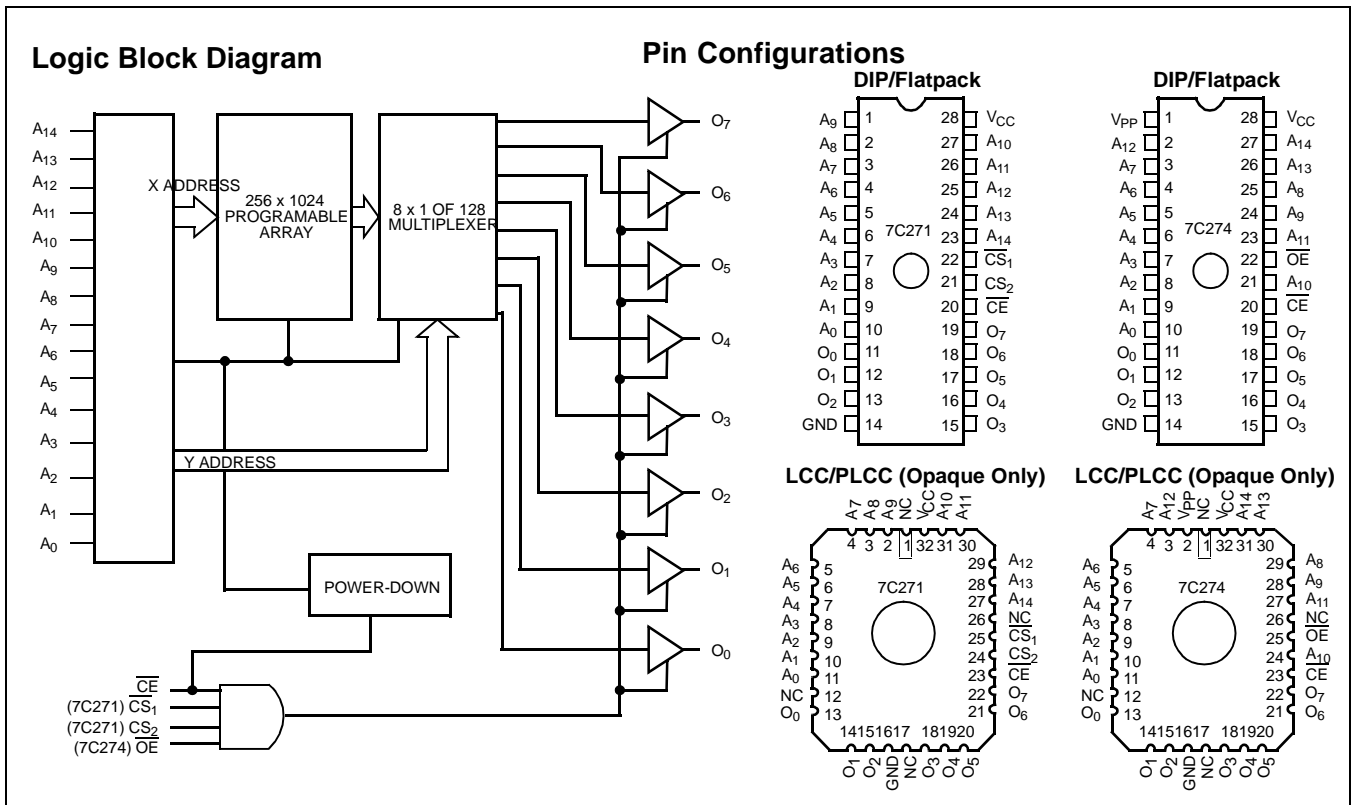 Logic Block Diagram
A14
A13
A12
A11
A10
A9
A8
A7
A6
A5
A4
A3
A2
A1
A0
X ADDRESS
256 x 1024
PROGRAMABLE
ARRAY
8 x 1 OF 128
MULTIPLEXER
Y ADDRESS
POWER-DOWN
C̅E̅
(7C271) C̅S̅1
(7C271) CS2
(7C274) O̅E̅
O7
O6
O5
O4
O3
O2
O1
O0
Pin Configurations
DIP/Flatpack
A9 1 28 VCC
A8 2 27 A10
A7 3 26 A11
A6 4 25 A12
A5 5 24 A13
A4 6 7C271 23 A14
A3 7 22 C̅S̅1
A2 8 21 CS2
A1 9 20 C̅E̅
A0 10 19 O7
O0 11 18 O6
O1 12 17 O5
O2 13 16 O4
GND 14 15 O3
DIP/Flatpack
VPP 1 28 VCC
A12 2 27 A14
A7 3 26 A13
A6 4 25 A8
A5 5 24 A9
A4 6 7C274 23 A11
A3 7 22 O̅E̅
A2 8 21 A10
A1 9 20 C̅E̅
A0 10 19 O7
O0 11 18 O6
O1 12 17 O5
O2 13 16 O4
GND 14 15 O3
LCC/PLCC (Opaque Only)
A7 A8 A9 NC VCC A10 A11
4 3 2 1 32 31 30
A6 5 29 A12
A5 6 7C271 28 A13
A4 7 27 A14
A3 8 26 NC
A2 9 25 C̅S̅1
A1 10 24 CS2
A0 11 23 C̅E̅
NC 12 22 O7
O0 13 21 O6
14 15 16 17 18 19 20
O1 O2 GND NC O3 O4 O5
LCC/PLCC (Opaque Only)
A7 A12 VPP NC VCC A14 A13
4 3 2 1 32 31 30
A6 5 29 A8
A5 6 7C274 28 A9
A4 7 27 A11
A3 8 26 NC
A2 9 25 O̅E̅
A1 10 24 A10
A0 11 23 C̅E̅
NC 12 22 O7
O0 13 21 O6
14 15 16 17 18 19 20
O1 O2 GND NC O3 O4 O5